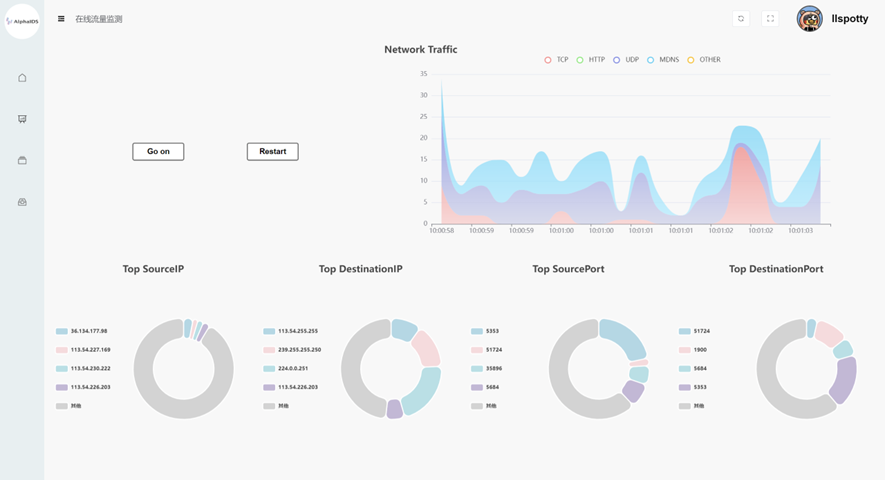 AlphaIDS
在线流量监测
llspotty
Network Traffic
TCP HTTP UDP MDNS OTHER
35
30
25
20
15
10
5
0
10:00:58 10:00:59 10:00:59 10:01:00 10:01:00 10:01:01 10:01:01 10:01:02 10:01:02 10:01:03
Go on
Restart
Top SourceIP
36.134.177.98
113.54.227.169
113.54.230.222
113.54.226.203
其他
Top DestinationIP
113.54.255.255
239.255.255.250
224.0.0.251
113.54.226.203
其他
Top SourcePort
5353
51724
35896
5684
其他
Top DestinationPort
51724
1900
5684
5353
其他